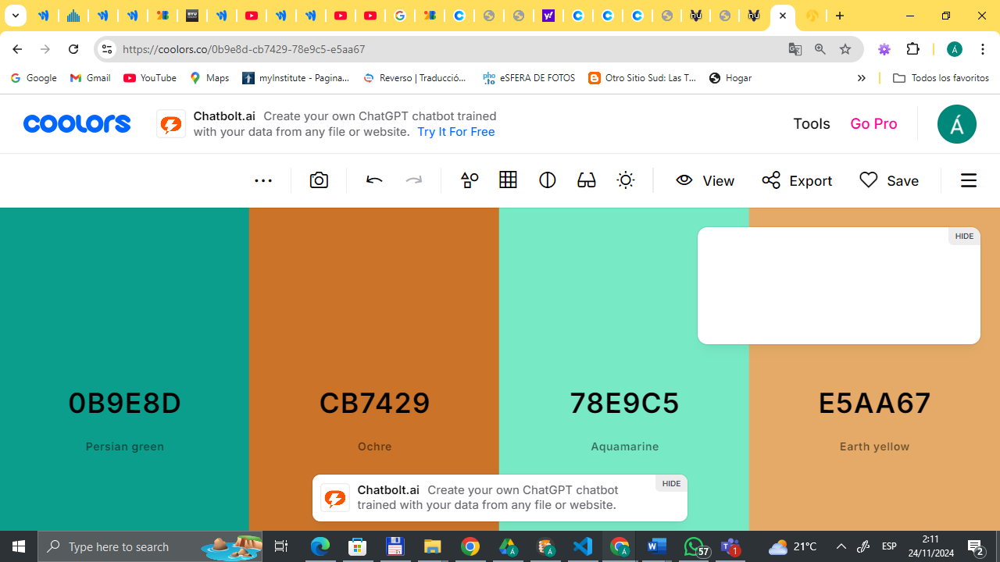 https://coolors.co/0b9e8d-cb7429-78e9c5-e5aa67
Á
Google
Gmail
YouTube
Maps
myInstitute - Pagina...
Reverso | Traducció...
eSFERA DE FOTOS
Otro Sitio Sud: Las T...
Hogar
»
Todos los favoritos
coolors
Chatbolt.ai Create your own ChatGPT chatbot trained
with your data from any file or website. Try It For Free
Tools
Go Pro
Á
View
Export
Save
HIDE
0B9E8D
CB7429
78E9C5
E5AA67
Persian green
Ochre
Aquamarine
Earth yellow
HIDE
Chatbolt.ai Create your own ChatGPT chatbot
trained with your data from any file or website.
Type here to search
57
1
21°C
ESP
2:11
24/11/2024
2